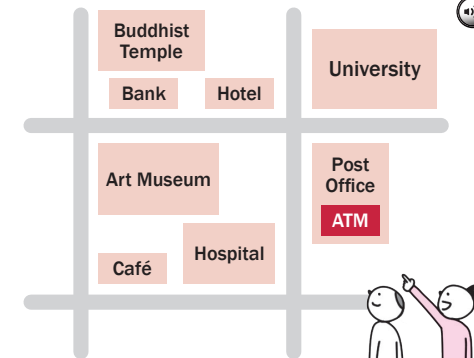 Buddhist
Temple
Bank
Hotel
University
Art Museum
Post
Office
ATM
Café
Hospital